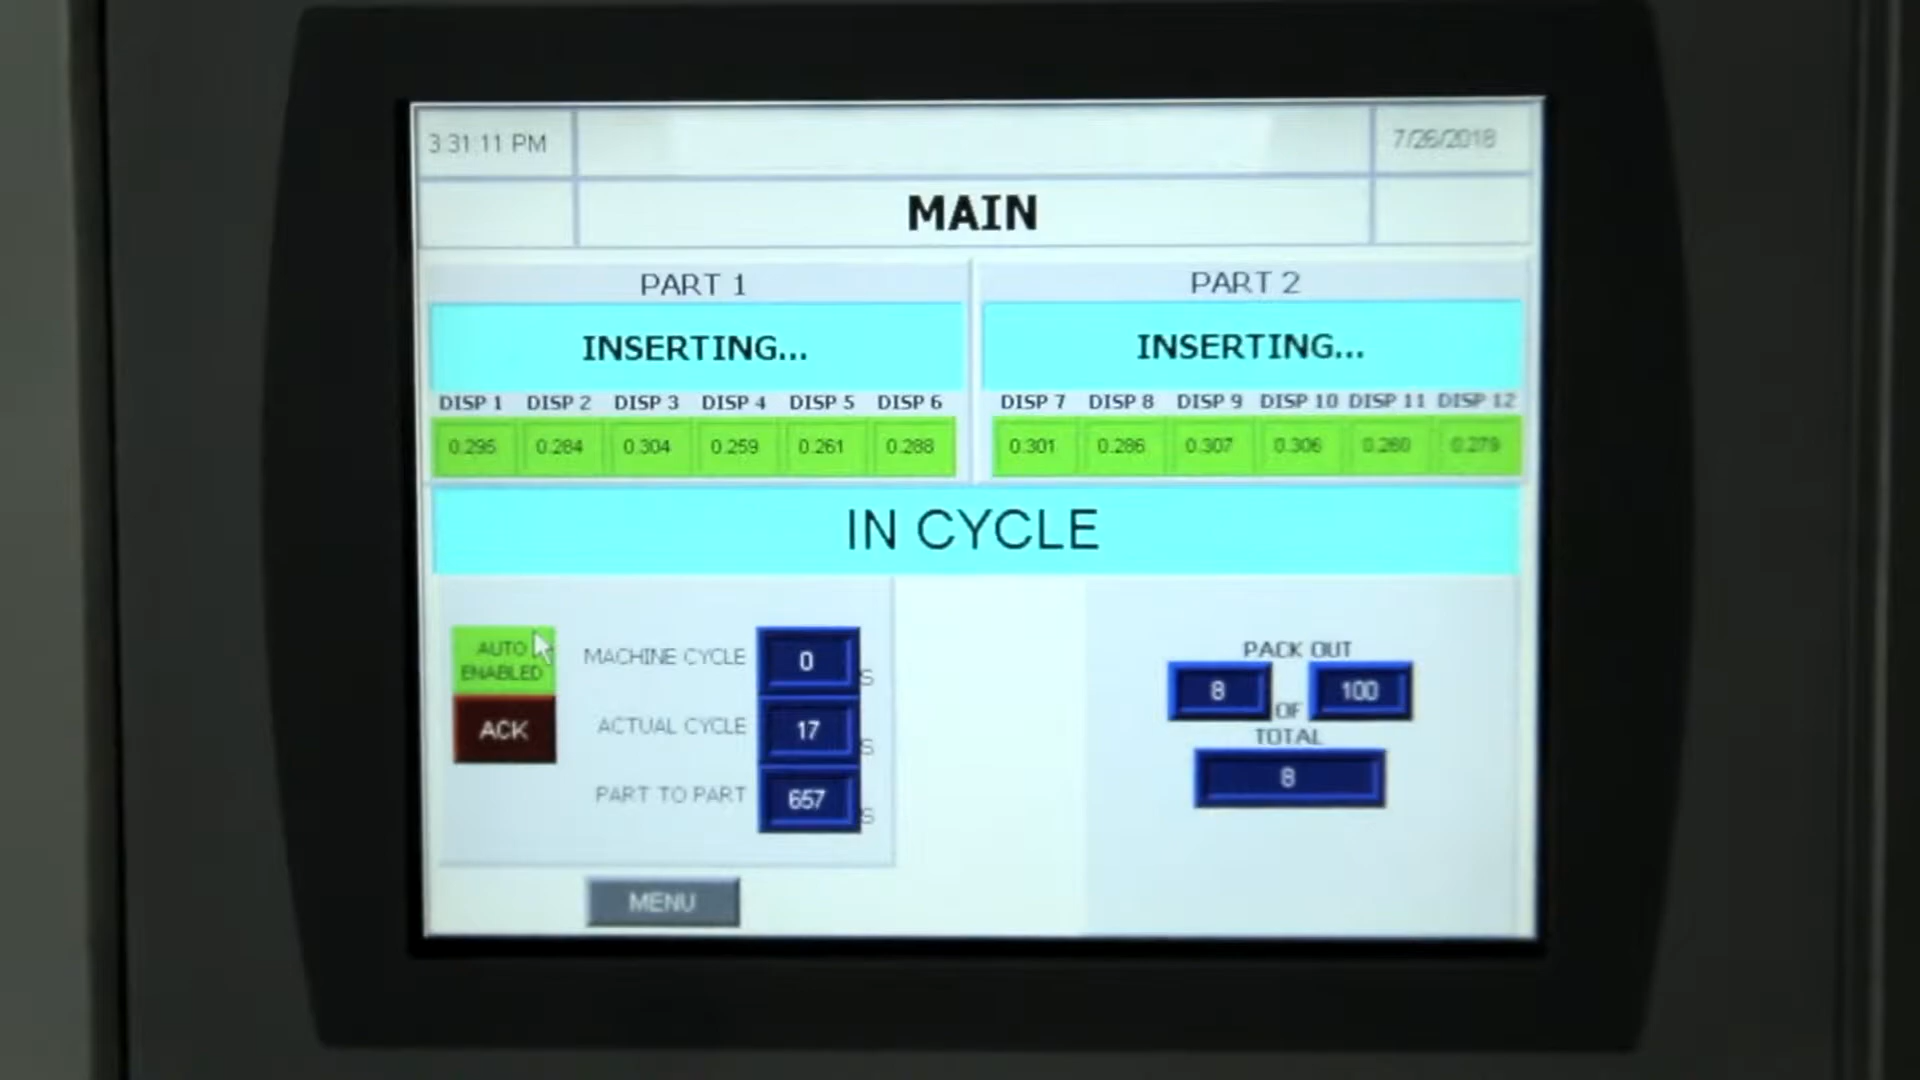 3:31:11 PM 7/26/2018
MAIN
PART 1 PART 2
INSERTING... INSERTING...
DISP 1 DISP 2 DISP 3 DISP 4 DISP 5 DISP 6 DISP 7 DISP 8 DISP 9 DISP 10 DISP 11 DISP 12
0.295 0.284 0.304 0.259 0.261 0.288 0.301 0.286 0.307 0.306 0.260 0.279
IN CYCLE
AUTO
ENABLED
ACK
MACHINE CYCLE 0 S
ACTUAL CYCLE 17 S
PART TO PART 657 S
PACK OUT
8 OF 100
TOTAL
8
MENU